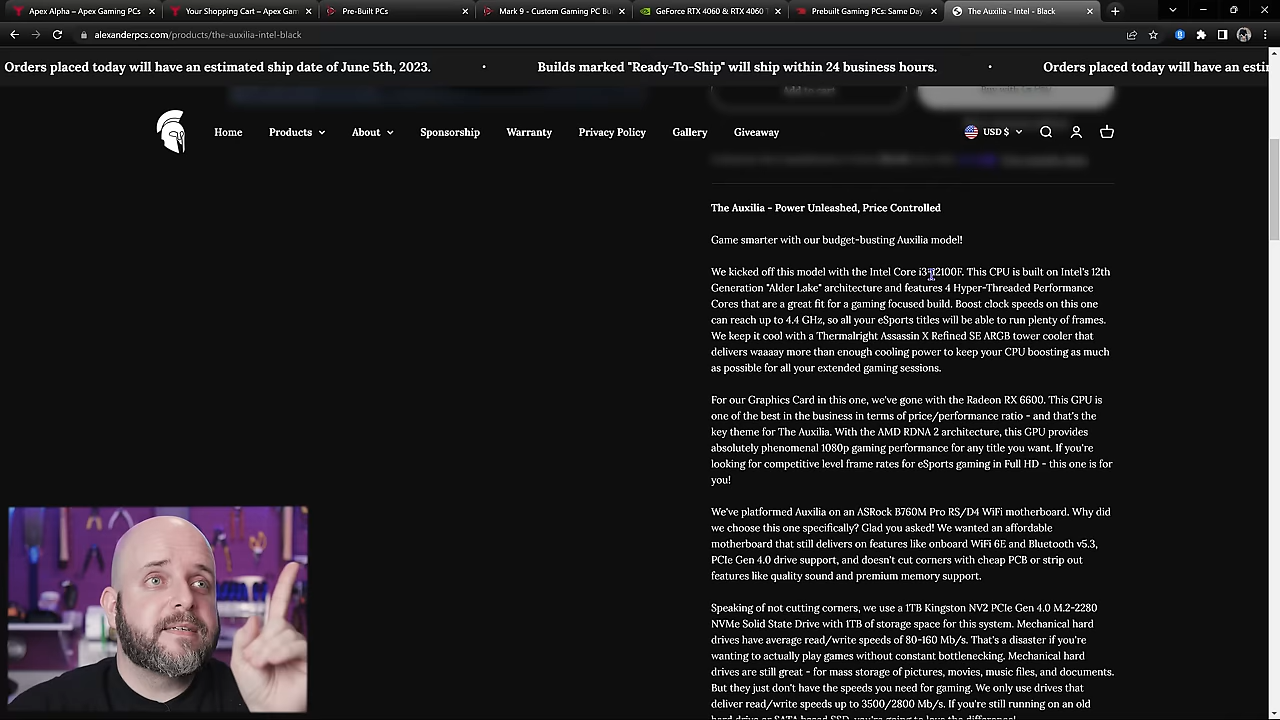 Apex Alpha – Apex Gaming PCs
Your Shopping Cart – Apex Gam
Pre-Built PCs
Mark 9 - Custom Gaming PC Bu
GeForce RTX 4060 & RTX 4060
Prebuilt Gaming PCs: Same Day
The Auxilia - Intel - Black
alexanderpcs.com/products/the-auxilia-intel-black
Orders placed today will have an estimated ship date of June 5th, 2023. • Builds marked "Ready-To-Ship" will ship within 24 business hours. • Orders placed today will have an estin
Add to cart
Home Products About Sponsorship Warranty Privacy Policy Gallery Giveaway USD $
The Auxilia - Power Unleashed, Price Controlled
Game smarter with our budget-busting Auxilia model!
We kicked off this model with the Intel Core i3-12100F. This CPU is built on Intel's 12th
Generation "Alder Lake" architecture and features 4 Hyper-Threaded Performance
Cores that are a great fit for a gaming focused build. Boost clock speeds on this one
can reach up to 4.4 GHz, so all your eSports titles will be able to run plenty of frames.
We keep it cool with a Thermalright Assassin X Refined SE ARGB tower cooler that
delivers waaaay more than enough cooling power to keep your CPU boosting as much
as possible for all your extended gaming sessions.
For our Graphics Card in this one, we've gone with the Radeon RX 6600. This GPU is
one of the best in the business in terms of price/performance ratio - and that's the
key theme for The Auxilia. With the AMD RDNA 2 architecture, this GPU provides
absolutely phenomenal 1080p gaming performance for any title you want. If you're
looking for competitive level frame rates for eSports gaming in Full HD - this one is for
you!
We've platformed Auxilia on an ASRock B760M Pro RS/D4 WiFi motherboard. Why did
we choose this one specifically? Glad you asked! We wanted an affordable
motherboard that still delivers on features like onboard WiFi 6E and Bluetooth v5.3,
PCIe Gen 4.0 drive support, and doesn't cut corners with cheap PCB or strip out
features like quality sound and premium memory support.
Speaking of not cutting corners, we use a 1TB Kingston NV2 PCIe Gen 4.0 M.2-2280
NVMe Solid State Drive with 1TB of storage space for this system. Mechanical hard
drives have average read/write speeds of 80-160 Mb/s. That's a disaster if you're
wanting to actually play games without constant bottlenecking. Mechanical hard
drives are still great - for mass storage of pictures, movies, music files, and documents.
But they just don't have the speeds you need for gaming. We only use drives that
deliver read/write speeds up to 3500/2800 Mb/s. If you're still running on an old
hard drive or SATA based SSD, you're going to love the difference!